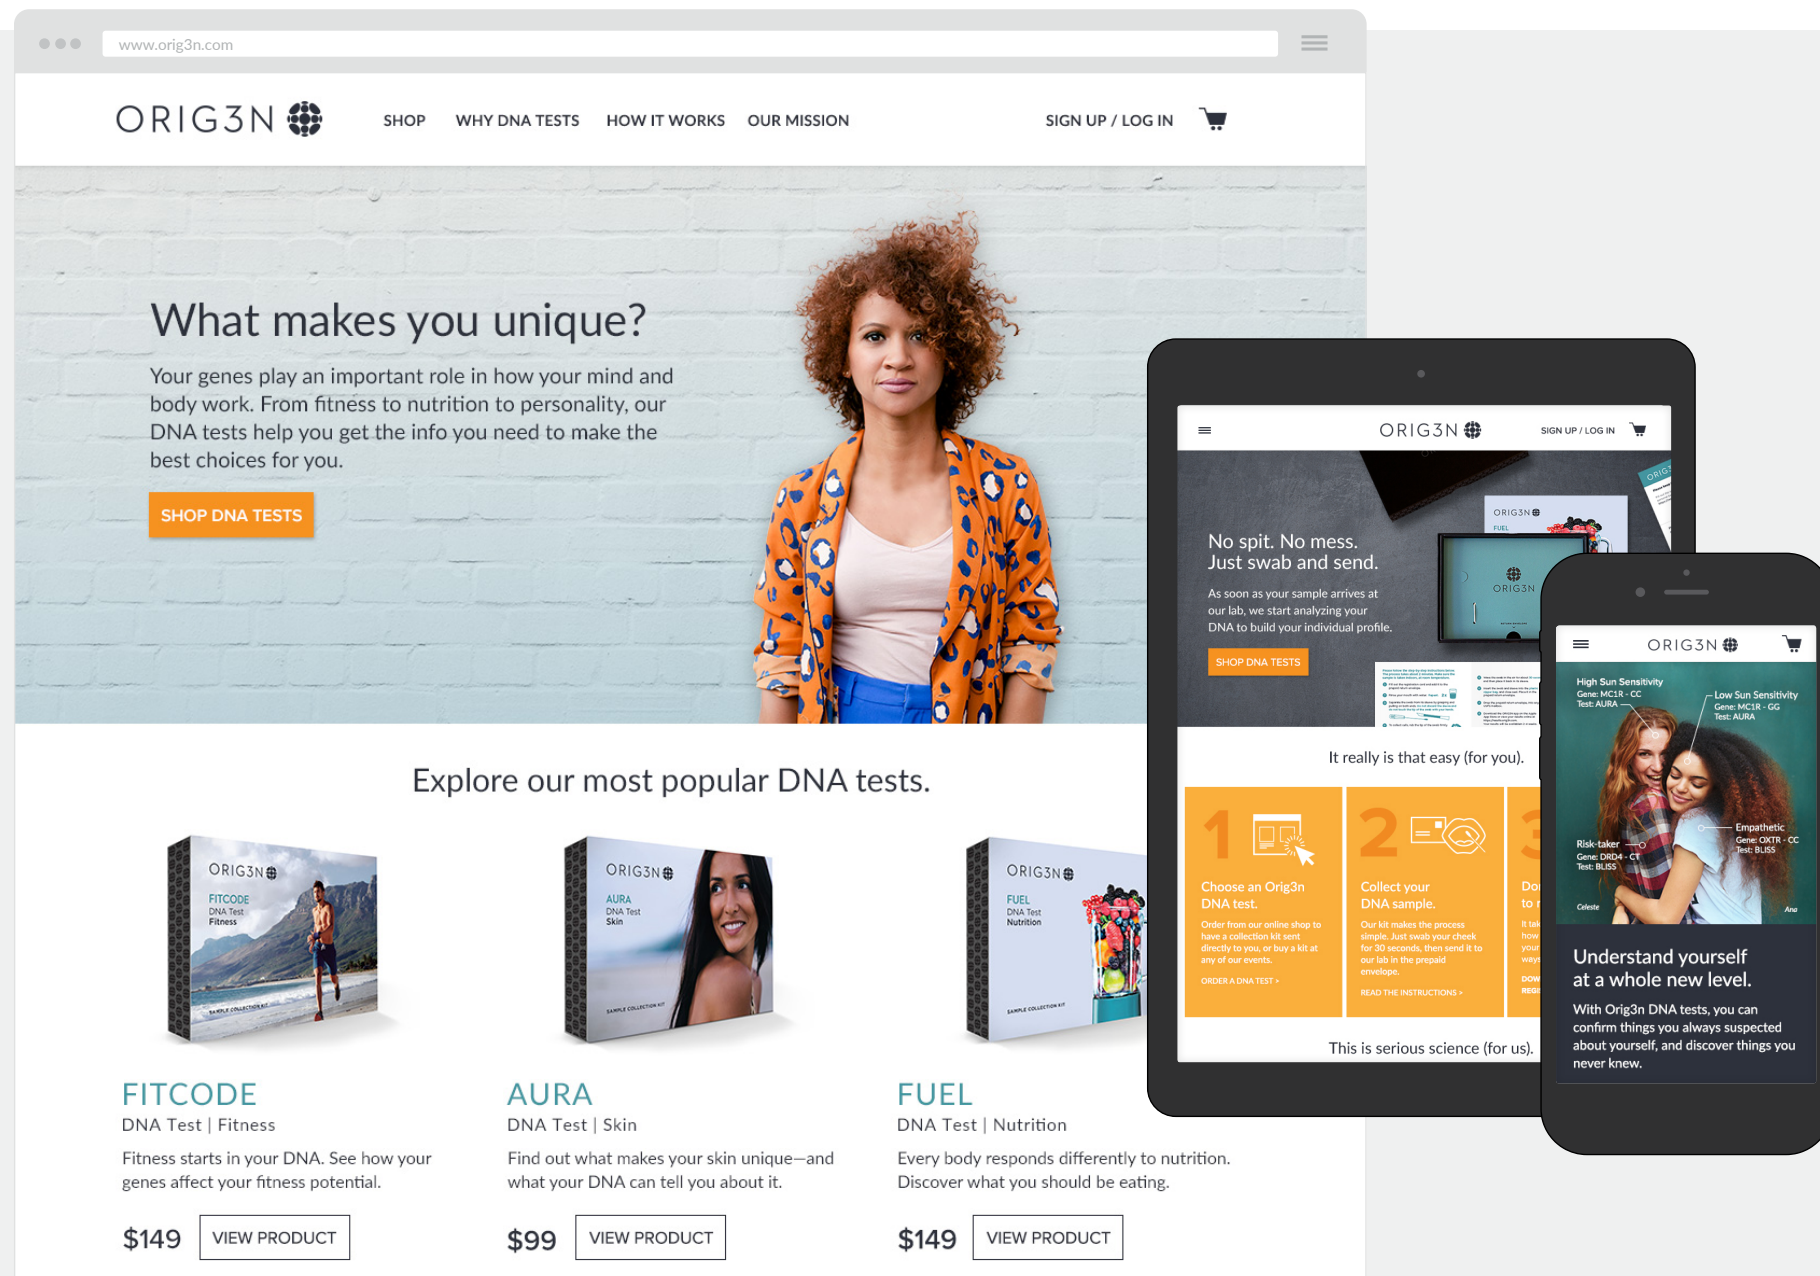 www.orig3n.com
ORIG3N
SHOP WHY DNA TESTS HOW IT WORKS OUR MISSION
SIGN UP / LOG IN
What makes you unique?
Your genes play an important role in how your mind and
body work. From fitness to nutrition to personality, our
DNA tests help you get the info you need to make the
best choices for you.
SHOP DNA TESTS
Explore our most popular DNA tests.
ORIG3N
FITCODE
DNA Test
Fitness
SAMPLE COLLECTION KIT
ORIG3N
AURA
DNA Test
Skin
SAMPLE COLLECTION KIT
ORIG3N
FUEL
DNA Test
Nutrition
SAMPLE COLLECTION KIT
FITCODE
DNA Test | Fitness
Fitness starts in your DNA. See how your
genes affect your fitness potential.
$149 VIEW PRODUCT
AURA
DNA Test | Skin
Find out what makes your skin unique—and
what your DNA can tell you about it.
$99 VIEW PRODUCT
FUEL
DNA Test | Nutrition
Every body responds differently to nutrition.
Discover what you should be eating.
$149 VIEW PRODUCT
ORIG3N
SIGN UP / LOG IN
ORIG3N
FUEL
ORIG3N
No spit. No mess.
Just swab and send.
As soon as your sample arrives at
our lab, we start analyzing your
DNA to build your individual profile.
SHOP DNA TESTS
It really is that easy (for you).
1
Choose an Orig3n
DNA test.
Order from our online shop to
have a collection kit sent
directly to you, or buy a kit at
any of our events.
ORDER A DNA TEST >
2
Collect your
DNA sample.
Our kit makes the process
simple. Just swab your cheek
for 30 seconds, then send it to
our lab in the prepaid
envelope.
READ THE INSTRUCTIONS >
3
This is serious science (for us).
ORIG3N
High Sun Sensitivity
Gene: MC1R - CC
Test: AURA
Low Sun Sensitivity
Gene: MC1R - GG
Test: AURA
Empathetic
Gene: OXTR - CC
Test: BLISS
Risk-taker
Gene: DRD4 - CT
Test: BLISS
Celeste
Ana
Understand yourself
at a whole new level.
With Orig3n DNA tests, you can
confirm things you always suspected
about yourself, and discover things you
never knew.